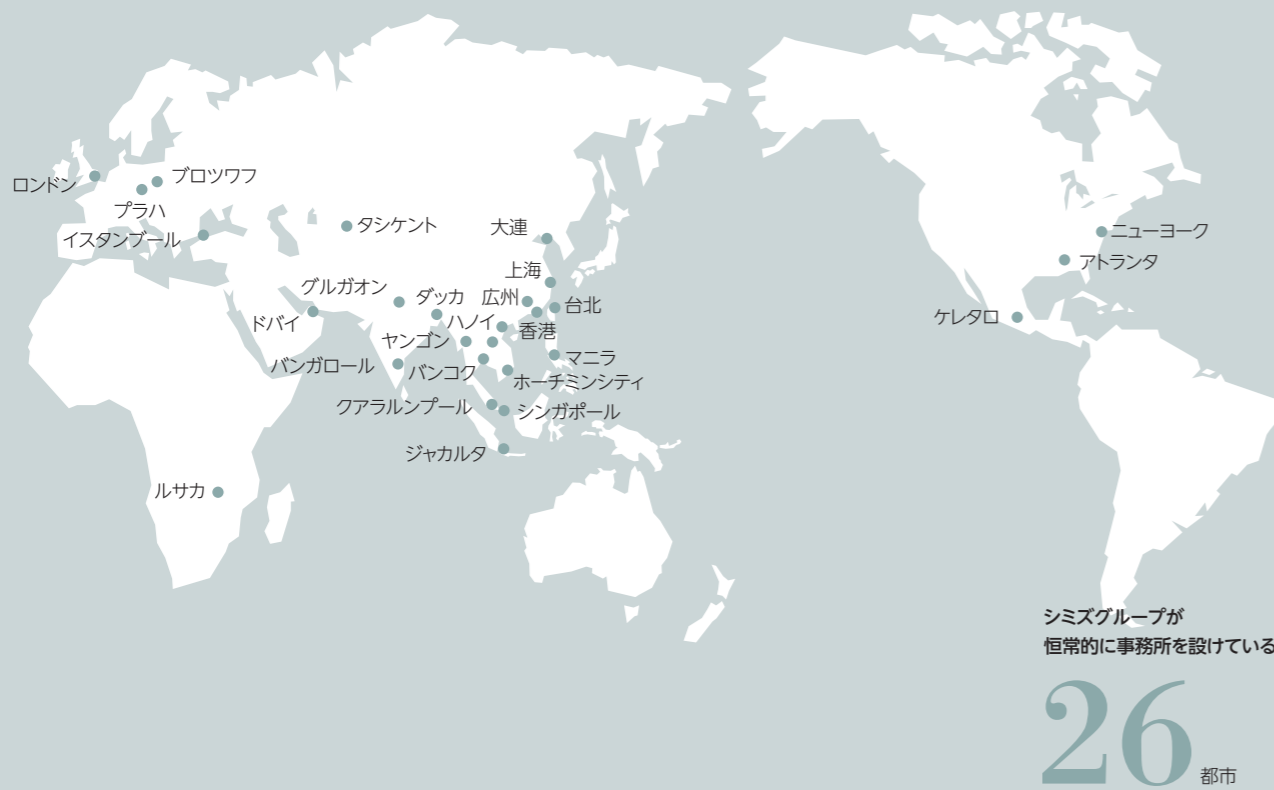 ロンドン
ブロツワフ
プラハ
イスタンブール
タシケント
大連
上海
グルガオン
ダッカ
広州
台北
ドバイ
ハノイ
香港
ヤンゴン
バンガロール
バンコク
マニラ
ホーチミンシティ
クアラルンプール
シンガポール
ジャカルタ
ルサカ
ニューヨーク
アトランタ
ケレタロ
シミズグループが
恒常的に事務所を設けている
26都市